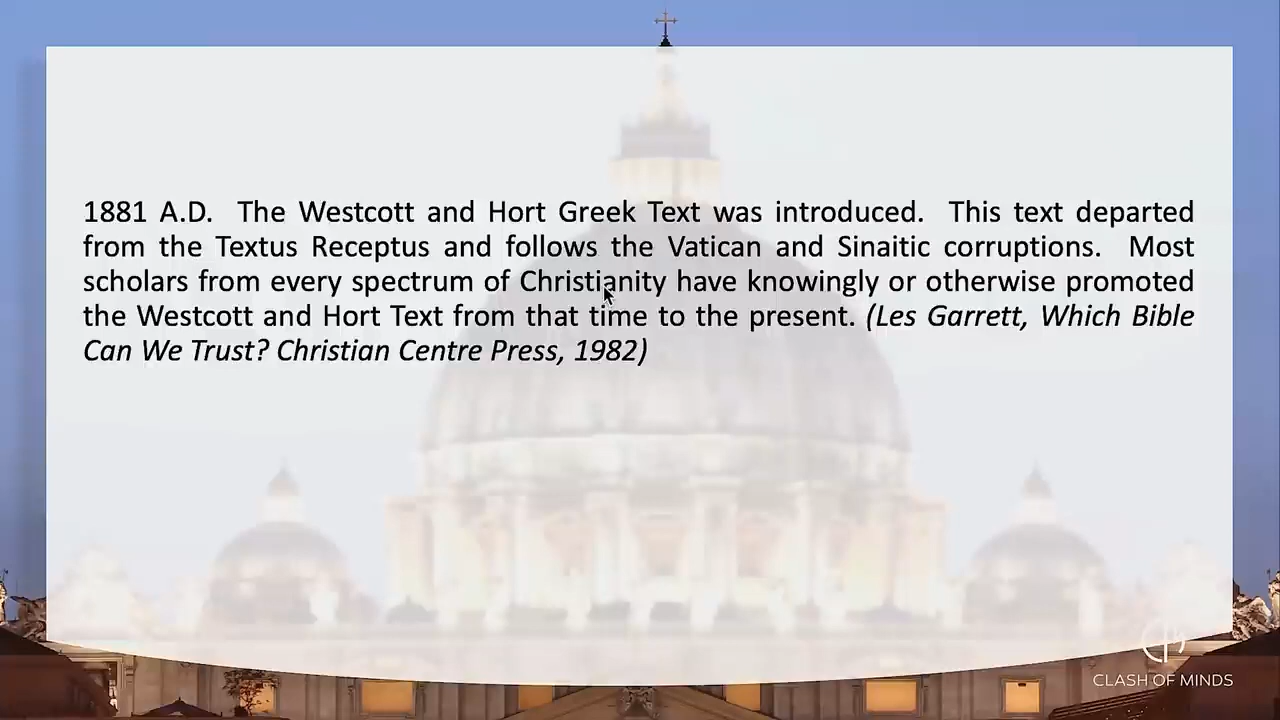 1881 A.D. The Westcott and Hort Greek Text was introduced. This text departed
from the Textus Receptus and follows the Vatican and Sinaitic corruptions. Most
scholars from every spectrum of Christianity have knowingly or otherwise promoted
the Westcott and Hort Text from that time to the present. (Les Garrett, Which Bible
Can We Trust? Christian Centre Press, 1982)
CLASH OF MINDS